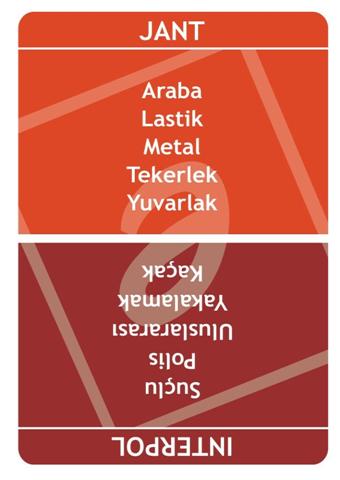 JANT
Araba
Lastik
Metal
Tekerlek
Yuvarlak
INTERPOL
Suçlu
Polis
Uluslararası
Yakalamak
Kaçak